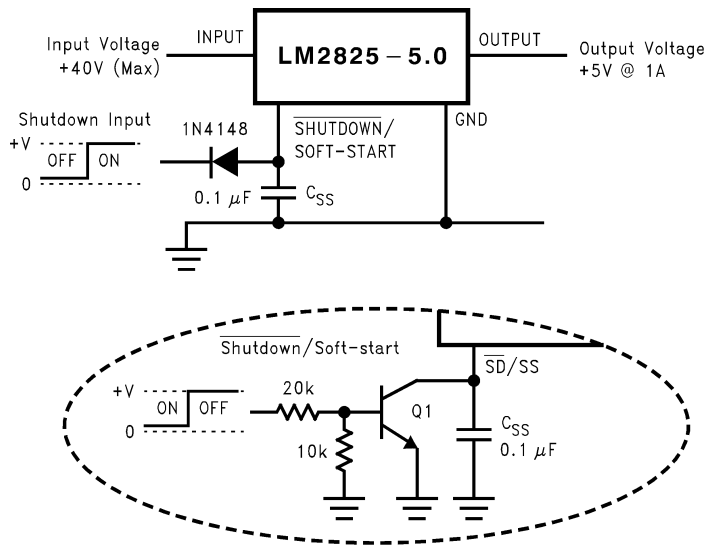 Input Voltage
+40V (Max)
INPUT
LM2825-5.0
OUTPUT
Output Voltage
+5V @ 1A
Shutdown Input
+V
OFF
ON
0
1N4148
SHUTDOWN/
SOFT-START
GND
0.1 μF
CSS
Shutdown/Soft-start
SD/SS
+V
ON
OFF
0
20k
10k
Q1
CSS
0.1 μF